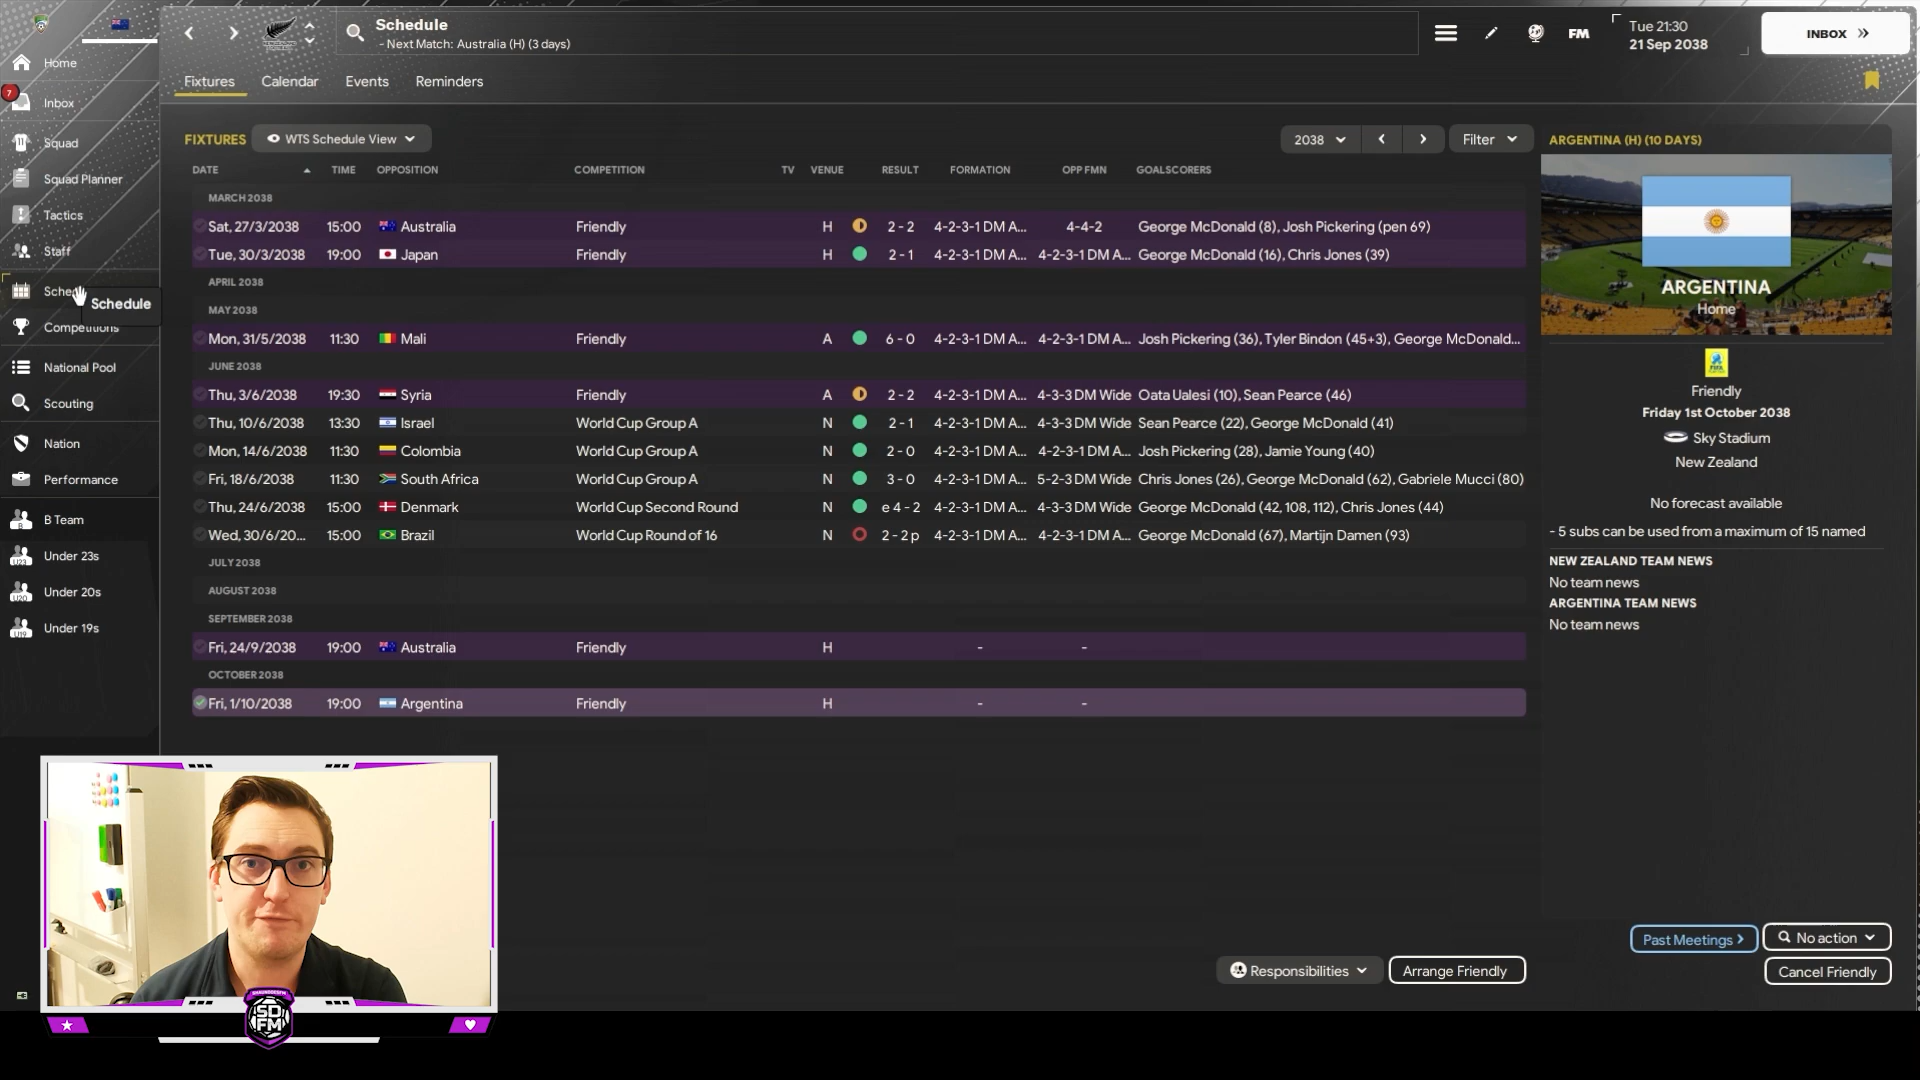 Schedule
- Next Match: Australia (H) (3 days)
FM
Tue 21:30
21 Sep 2038
INBOX
Home
7
Inbox
Squad
Squad Planner
Tactics
Staff
Sche
Schedule
Competitions
National Pool
Scouting
Nation
Performance
B
B Team
U23
Under 23s
U20
Under 20s
U19
Under 19s
Fixtures
Calendar
Events
Reminders
FIXTURES
WTS Schedule View
2038
Filter
DATE TIME OPPOSITION COMPETITION TV VENUE RESULT FORMATION OPP FMN GOALSCORERS
MARCH 2038
Sat, 27/3/2038 15:00 Australia Friendly H 2 - 2 4-2-3-1 DM A... 4-4-2 George McDonald (8), Josh Pickering (pen 69)
Tue, 30/3/2038 19:00 Japan Friendly H 2 - 1 4-2-3-1 DM A... 4-2-3-1 DM A... George McDonald (16), Chris Jones (39)
APRIL 2038
MAY 2038
Mon, 31/5/2038 11:30 Mali Friendly A 6 - 0 4-2-3-1 DM A... 4-2-3-1 DM A... Josh Pickering (36), Tyler Bindon (45+3), George McDonald...
JUNE 2038
Thu, 3/6/2038 19:30 Syria Friendly A 2 - 2 4-2-3-1 DM A... 4-3-3 DM Wide Oata Ualesi (10), Sean Pearce (46)
Thu, 10/6/2038 13:30 Israel World Cup Group A N 2 - 1 4-2-3-1 DM A... 4-3-3 DM Wide Sean Pearce (22), George McDonald (41)
Mon, 14/6/2038 11:30 Colombia World Cup Group A N 2 - 0 4-2-3-1 DM A... 4-2-3-1 DM A... Josh Pickering (28), Jamie Young (40)
Fri, 18/6/2038 11:30 South Africa World Cup Group A N 3 - 0 4-2-3-1 DM A... 5-2-3 DM Wide Chris Jones (26), George McDonald (62), Gabriele Mucci (80)
Thu, 24/6/2038 15:00 Denmark World Cup Second Round N e 4 - 2 4-2-3-1 DM A... 4-3-3 DM Wide George McDonald (42, 108, 112), Chris Jones (44)
Wed, 30/6/20... 15:00 Brazil World Cup Round of 16 N 2 - 2 p 4-2-3-1 DM A... 4-2-3-1 DM A... George McDonald (67), Martijn Damen (93)
JULY 2038
AUGUST 2038
SEPTEMBER 2038
Fri, 24/9/2038 19:00 Australia Friendly H - -
OCTOBER 2038
Fri, 1/10/2038 19:00 Argentina Friendly H - -
Responsibilities
Arrange Friendly
ARGENTINA (H) (10 DAYS)
ARGENTINA
Home
Friendly
Friday 1st October 2038
Sky Stadium
New Zealand
No forecast available
- 5 subs can be used from a maximum of 15 named
NEW ZEALAND TEAM NEWS
No team news
ARGENTINA TEAM NEWS
No team news
Past Meetings
No action
Cancel Friendly
SD
FM